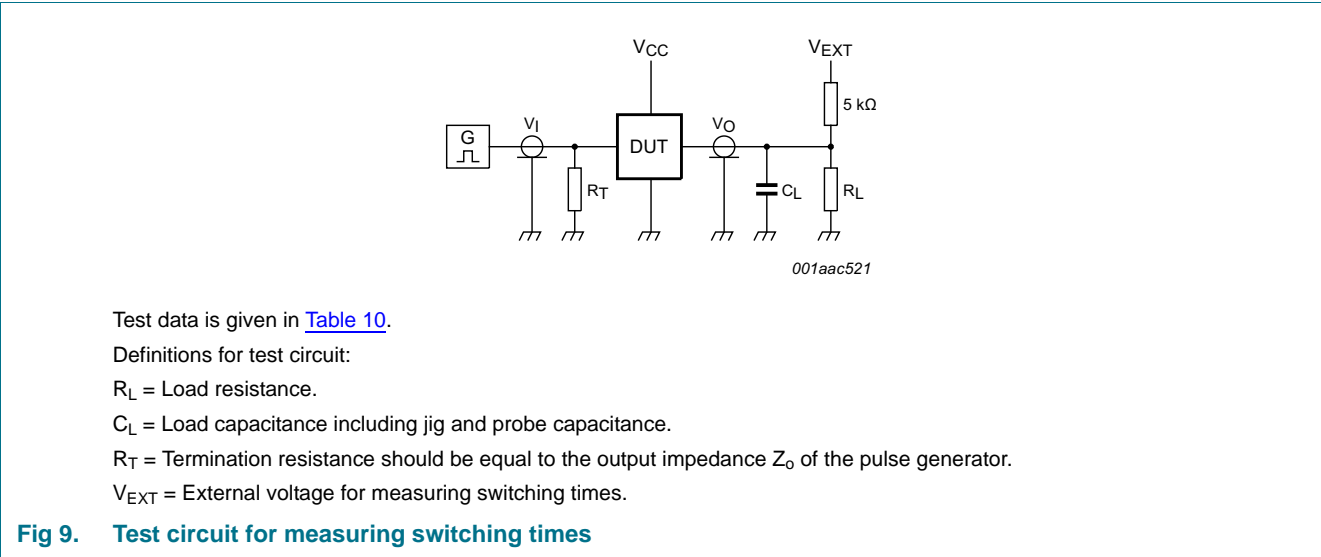 VCC VEXT
5 kΩ
G VI DUT VO
RT CL RL
001aac521
Test data is given in Table 10.
Definitions for test circuit:
RL = Load resistance.
CL = Load capacitance including jig and probe capacitance.
RT = Termination resistance should be equal to the output impedance Zo of the pulse generator.
VEXT = External voltage for measuring switching times.
Fig 9. Test circuit for measuring switching times